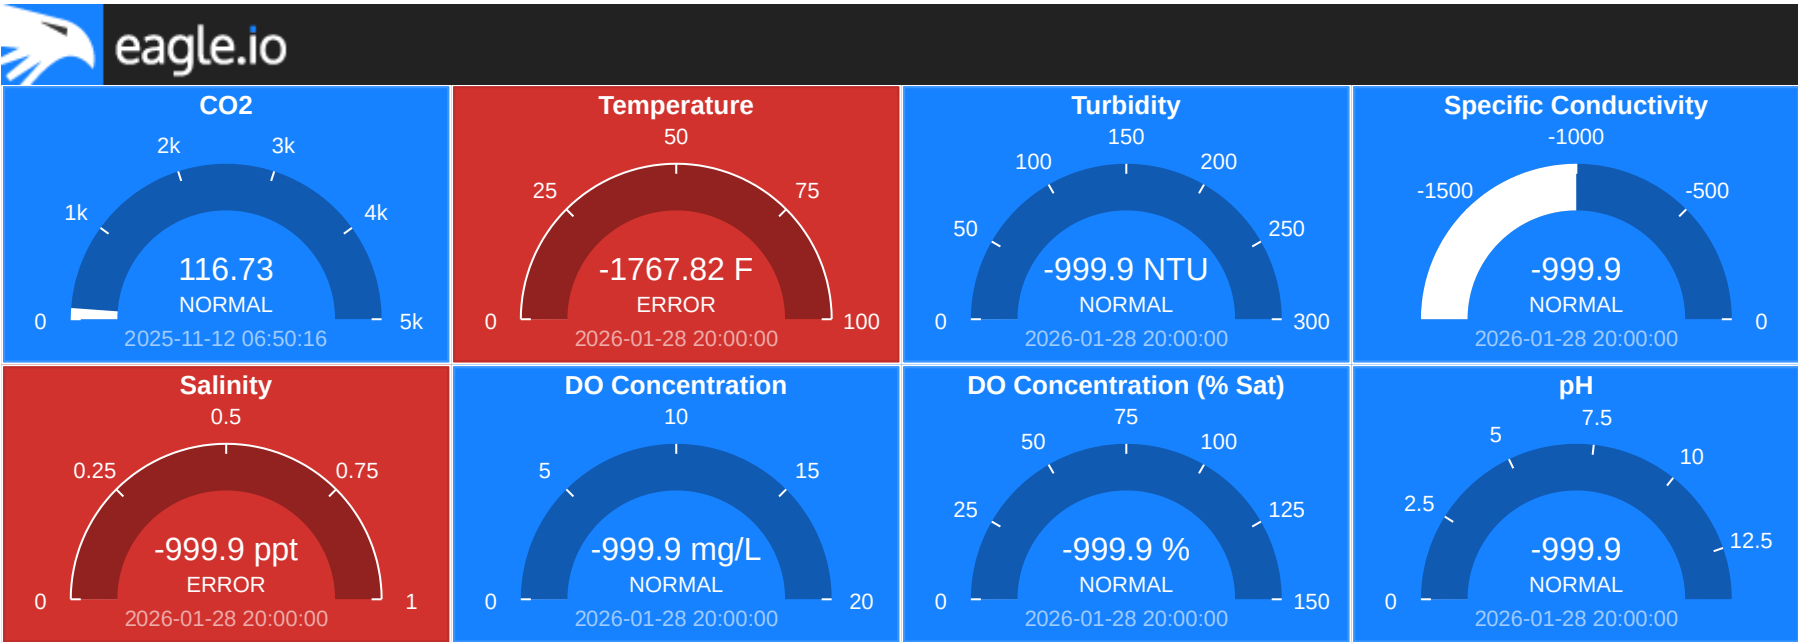 eagle.io
CO2
0
1k
2k
3k
4k
5k
116.73
NORMAL
2025-11-12 06:50:16
Temperature
0
25
50
75
100
-1767.82 F
ERROR
2026-01-28 20:00:00
Turbidity
0
50
100
150
200
250
300
-999.9 NTU
NORMAL
2026-01-28 20:00:00
Specific Conductivity
-1500
-1000
-500
0
-999.9
NORMAL
2026-01-28 20:00:00
Salinity
0
0.25
0.5
0.75
1
-999.9 ppt
ERROR
2026-01-28 20:00:00
DO Concentration
0
5
10
15
20
-999.9 mg/L
NORMAL
2026-01-28 20:00:00
DO Concentration (% Sat)
0
25
50
75
100
125
150
-999.9 %
NORMAL
2026-01-28 20:00:00
pH
0
2.5
5
7.5
10
12.5
-999.9
NORMAL
2026-01-28 20:00:00